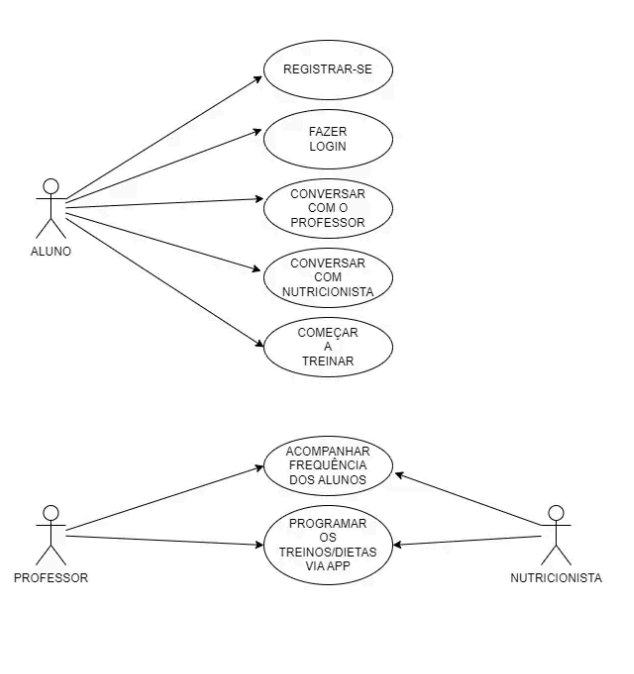 REGISTRAR-SE
FAZER
LOGIN
CONVERSAR
COM O
PROFESSOR
ALUNO
CONVERSAR
COM
NUTRICIONISTA
COMEÇAR
A
TREINAR
ACOMPANHAR
FREQUÊNCIA
DOS ALUNOS
PROGRAMAR
OS
TREINOS/DIETAS
VIA APP
PROFESSOR
NUTRICIONISTA